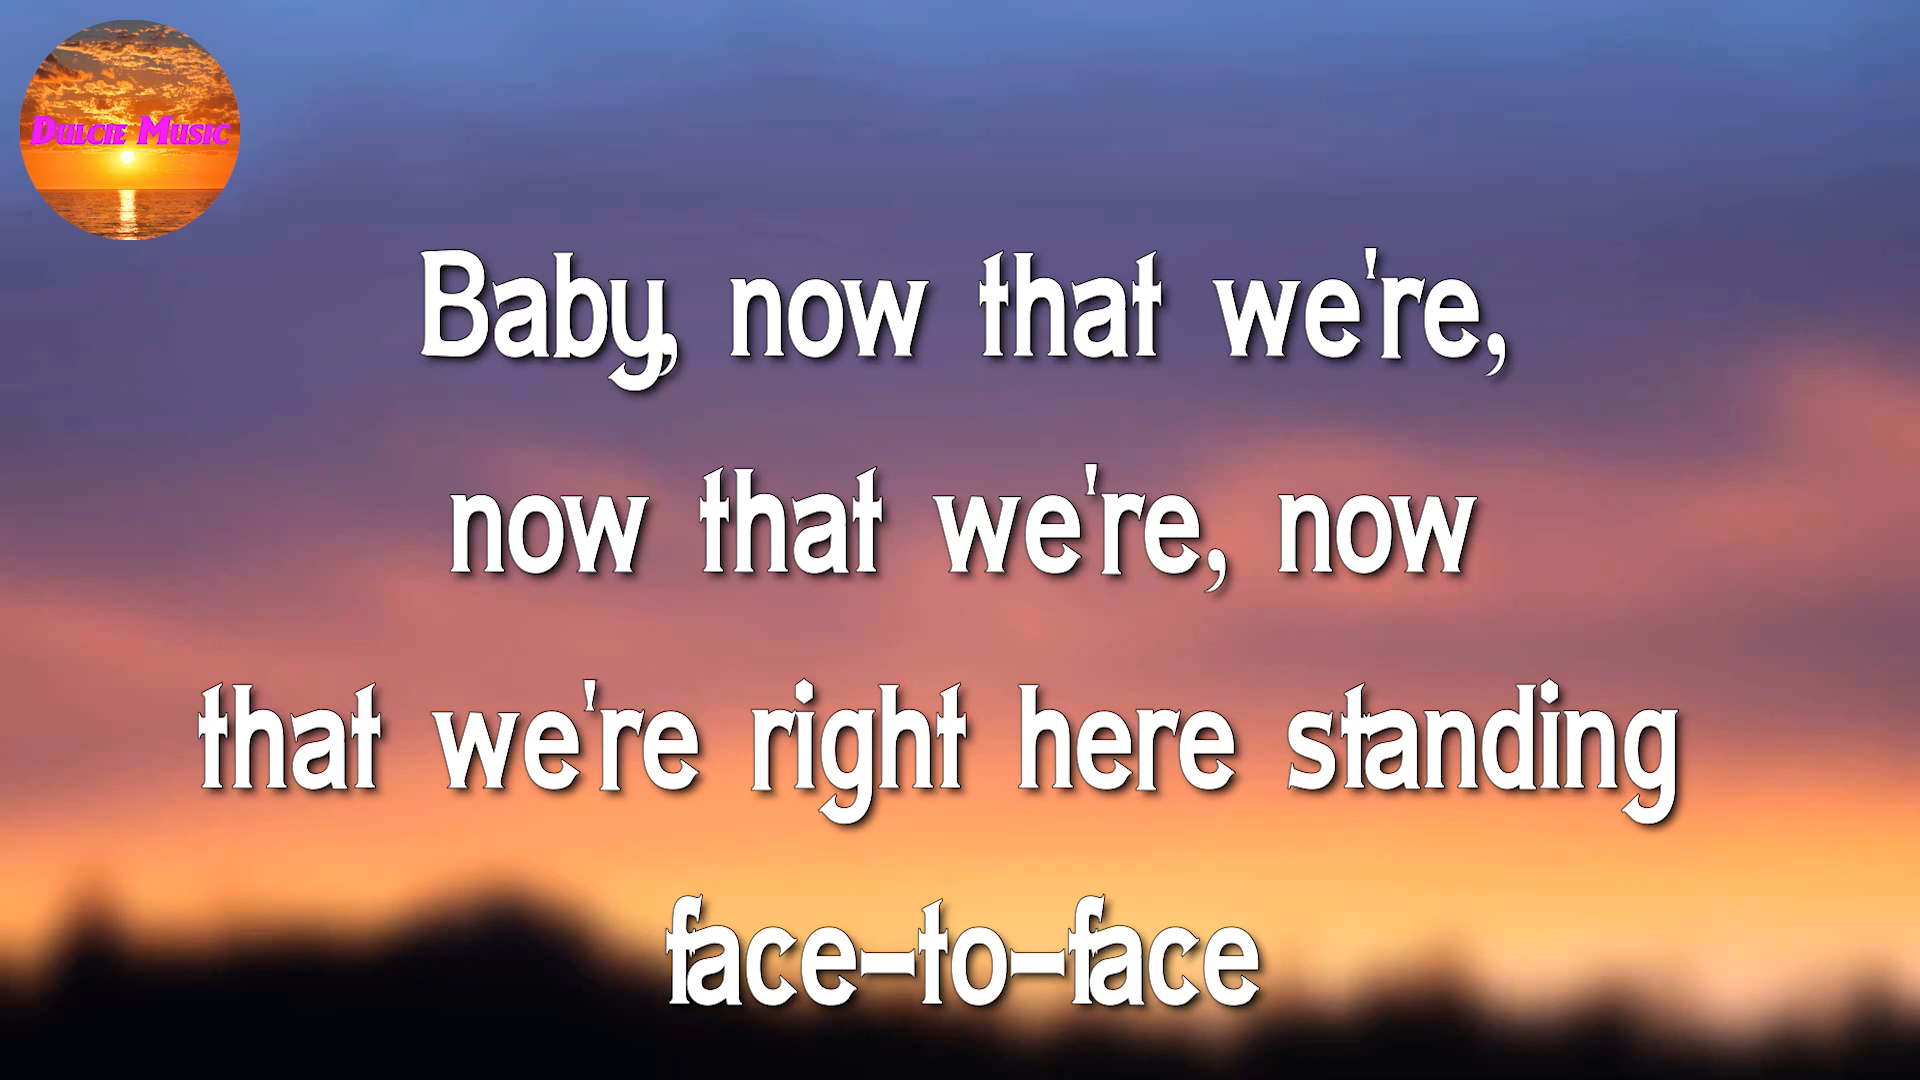 Dulcie Music
Baby, now that we're,
now that we're, now
that we're right here standing
face-to-face